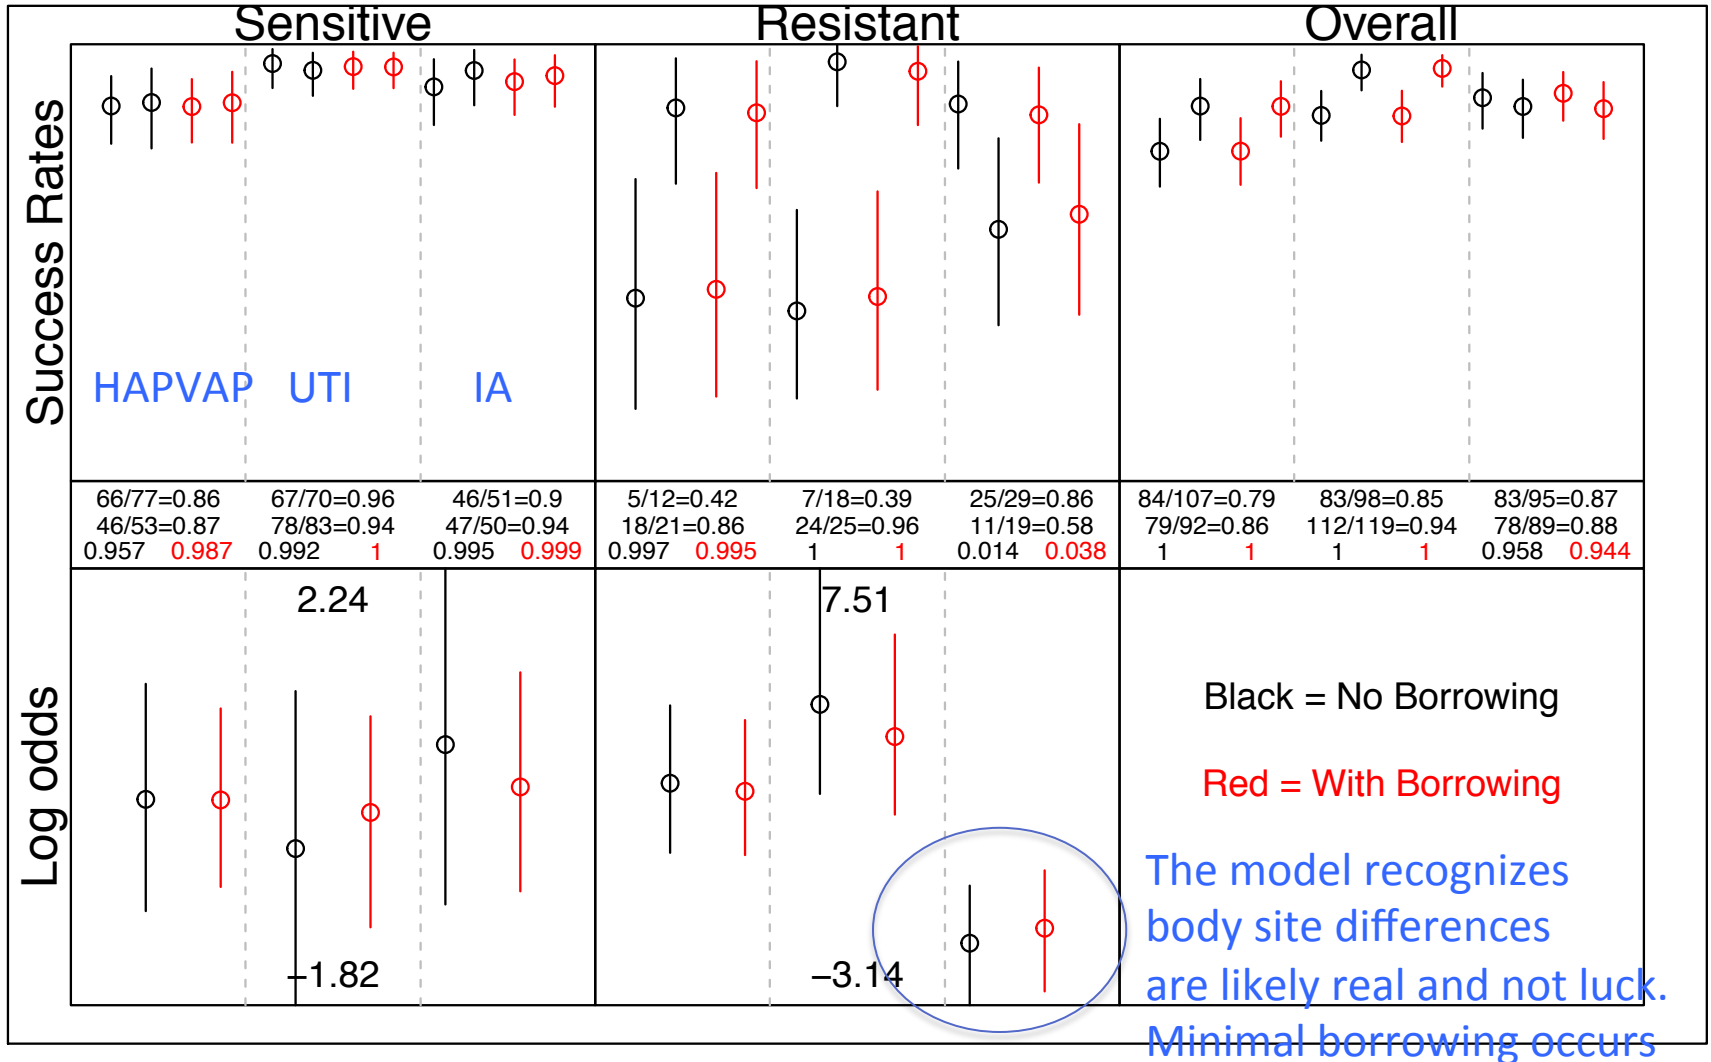 Sensitive Resistant Overall
Success Rates
HAPVAP UTI IA
66/77=0.86 67/70=0.96 46/51=0.9 5/12=0.42 7/18=0.39 25/29=0.86 84/107=0.79 83/98=0.85 83/95=0.87
46/53=0.87 78/83=0.94 47/50=0.94 18/21=0.86 24/25=0.96 11/19=0.58 79/92=0.86 112/119=0.94 78/89=0.88
0.957 0.987 0.992 1 0.995 0.999 0.997 0.995 1 1 0.014 0.038 1 1 1 1 0.958 0.944
Log odds
2.24 7.51
−1.82 −3.14
Black = No Borrowing
Red = With Borrowing
The model recognizes
body site differences
are likely real and not luck.
Minimal borrowing occurs